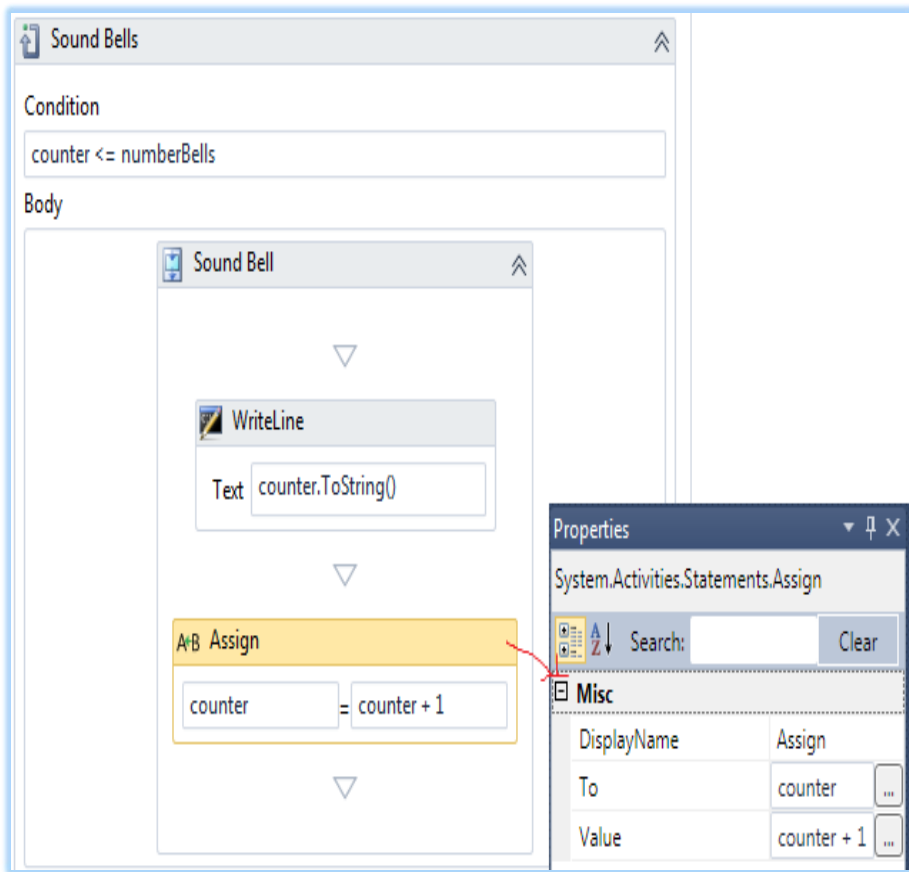 Sound Bells
Condition
counter <= numberBells
Body
Sound Bell
WriteLine
Text counter.ToString()
A+B Assign
counter = counter + 1
Properties
System.Activities.Statements.Assign
A Z Search: Clear
Misc
DisplayName Assign
To counter ...
Value counter + 1 ...